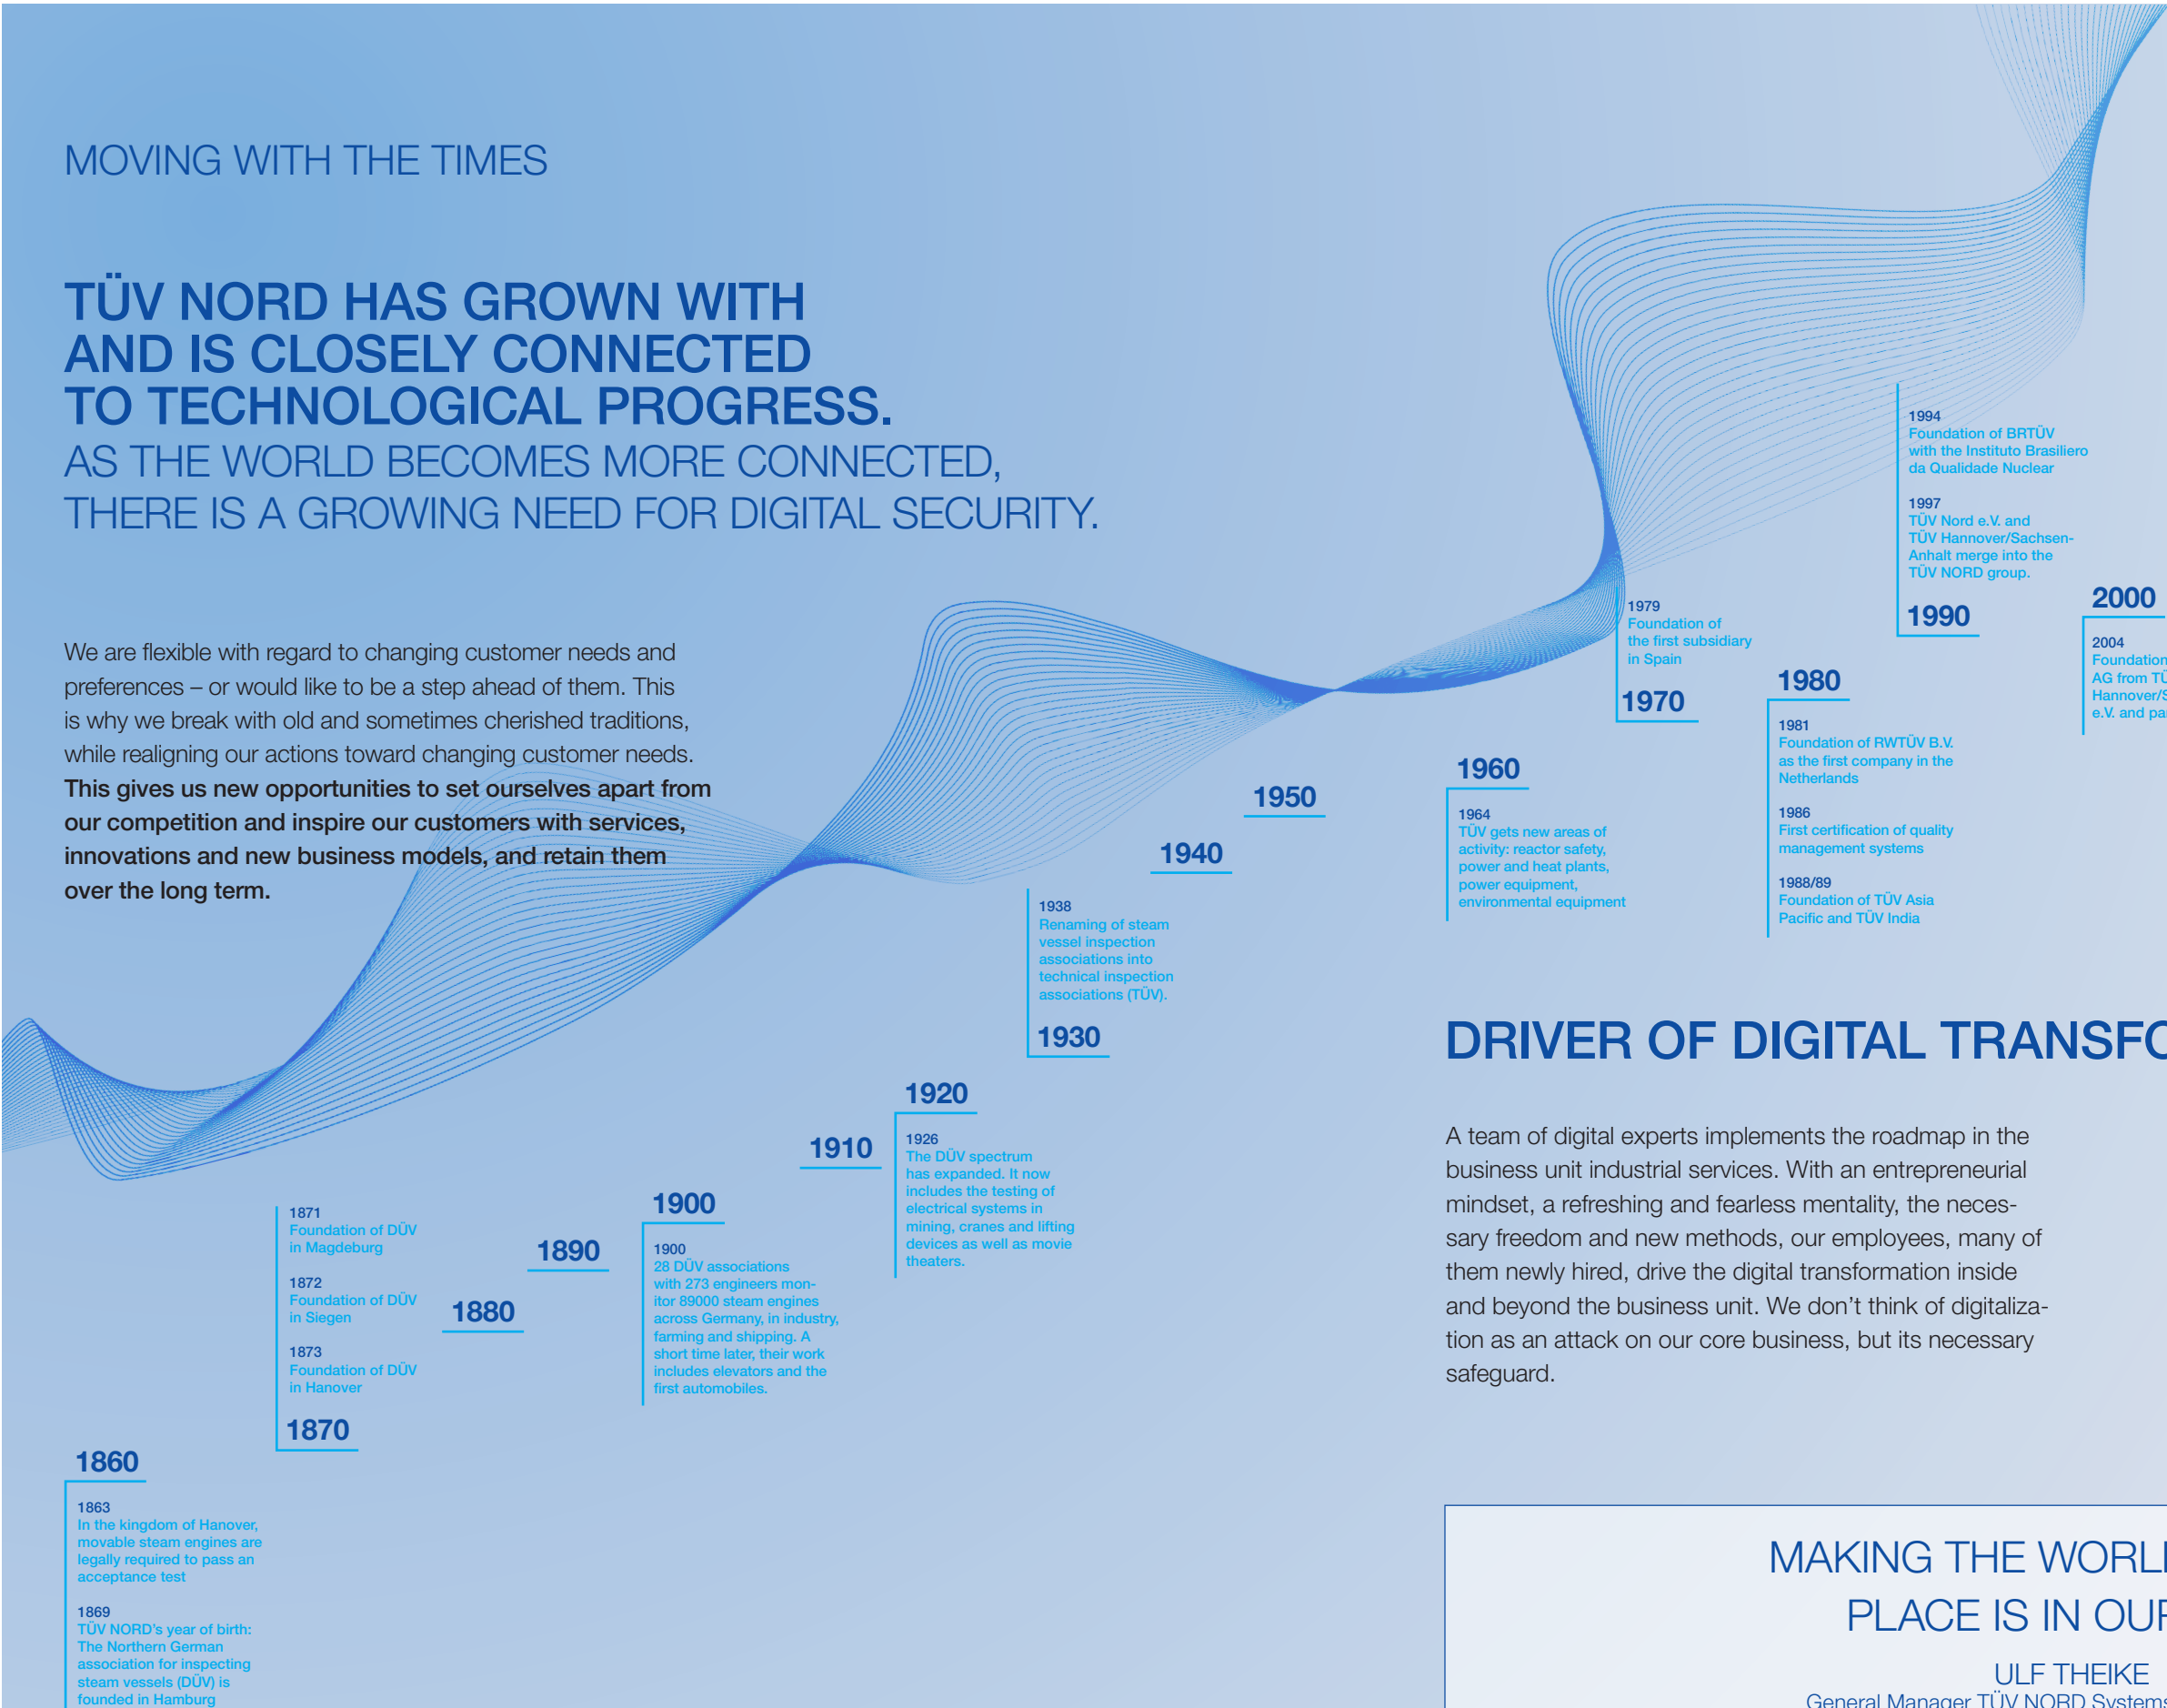 MOVING WITH THE TIMES
TÜV NORD HAS GROWN WITH
AND IS CLOSELY CONNECTED
TO TECHNOLOGICAL PROGRESS.
AS THE WORLD BECOMES MORE CONNECTED,
THERE IS A GROWING NEED FOR DIGITAL SECURITY.
We are flexible with regard to changing customer needs and
preferences – or would like to be a step ahead of them. This
is why we break with old and sometimes cherished traditions,
while realigning our actions toward changing customer needs.
This gives us new opportunities to set ourselves apart from
our competition and inspire our customers with services,
innovations and new business models, and retain them
over the long term.
1860
1863
In the kingdom of Hanover,
movable steam engines are
legally required to pass an
acceptance test
1869
TÜV NORD's year of birth:
The Northern German
association for inspecting
steam vessels (DÜV) is
founded in Hamburg
1871
Foundation of DÜV
in Magdeburg
1872
Foundation of DÜV
in Siegen
1873
Foundation of DÜV
in Hanover
1870
1880
1890
1900
1900
28 DÜV associations
with 273 engineers mon-
itor 89000 steam engines
across Germany, in industry,
farming and shipping. A
short time later, their work
includes elevators and the
first automobiles.
1910
1920
1926
The DÜV spectrum
has expanded. It now
includes the testing of
electrical systems in
mining, cranes and lifting
devices as well as movie
theaters.
1938
Renaming of steam
vessel inspection
associations into
technical inspection
associations (TÜV).
1930
1940
1950
1960
1964
TÜV gets new areas of
activity: reactor safety,
power and heat plants,
power equipment,
environmental equipment
1979
Foundation of
the first subsidiary
in Spain
1970
1980
1981
Foundation of RWTÜV B.V.
as the first company in the
Netherlands
1986
First certification of quality
management systems
1988/89
Foundation of TÜV Asia
Pacific and TÜV India
1994
Foundation of BRTÜV
with the Instituto Brasiliero
da Qualidade Nuclear
1997
TÜV Nord e.V. and
TÜV Hannover/Sachsen-
Anhalt merge into the
TÜV NORD group.
1990
2000
2004
Foundation
AG from TÜ
Hannover/S
e.V. and pa
DRIVER OF DIGITAL TRANSFO
A team of digital experts implements the roadmap in the
business unit industrial services. With an entrepreneurial
mindset, a refreshing and fearless mentality, the neces-
sary freedom and new methods, our employees, many of
them newly hired, drive the digital transformation inside
and beyond the business unit. We don't think of digitaliza-
tion as an attack on our core business, but its necessary
safeguard.
MAKING THE WORL
PLACE IS IN OU
ULF THEIKE
General Manager TÜV NORD Systems